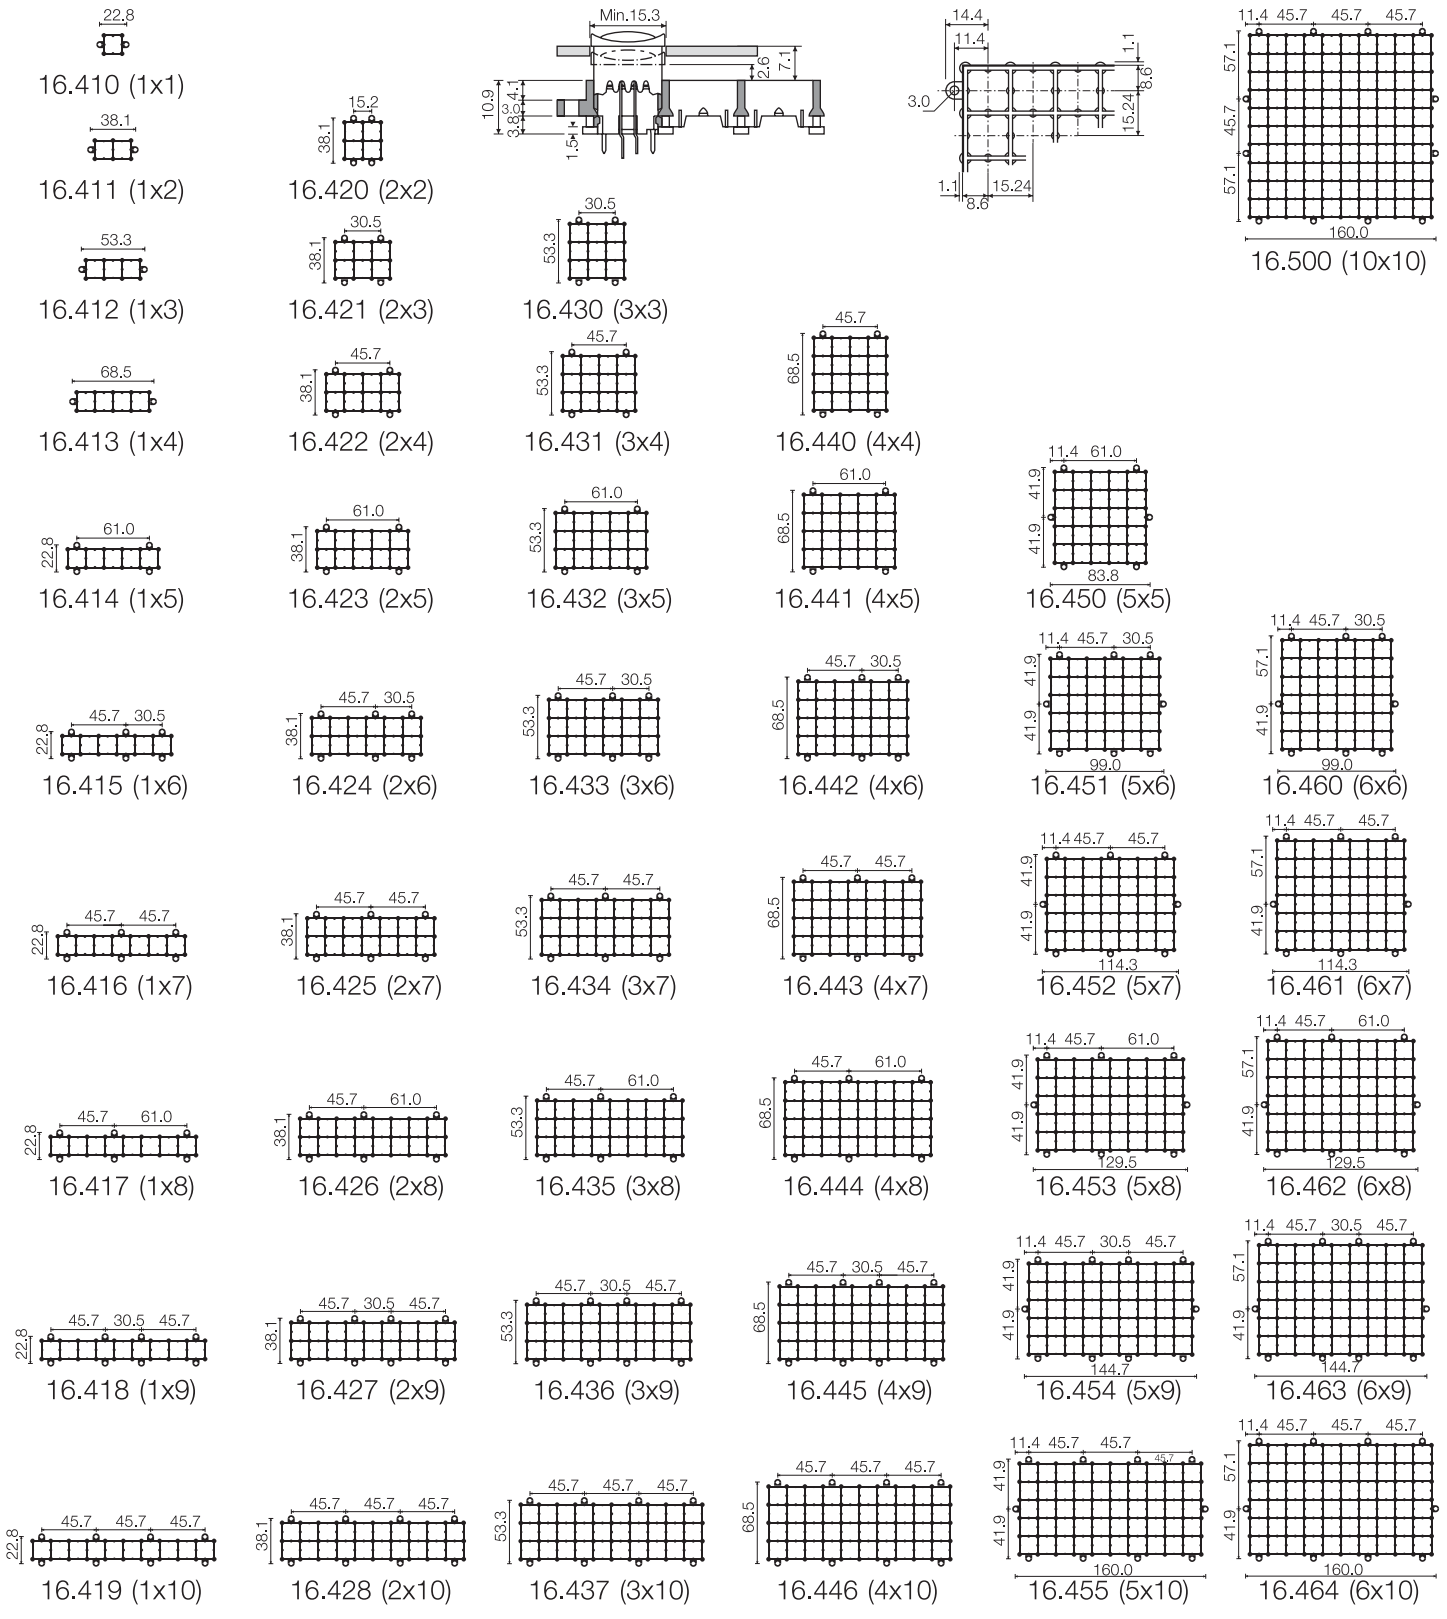 22.8
16.410 (1x1)
Min.15.3
2.6
7.1
10.9
4.1
3.0
3.8
1.5
14.4
11.4
3.0
1.1
8.6
15.24
1.1
8.6
15.24
11.4 45.7 45.7 45.7
57.1
45.7
57.1
160.0
16.500 (10x10)
38.1
16.411 (1x2)
15.2
38.1
16.420 (2x2)
53.3
16.412 (1x3)
30.5
38.1
16.421 (2x3)
30.5
53.3
16.430 (3x3)
68.5
16.413 (1x4)
45.7
38.1
16.422 (2x4)
45.7
53.3
16.431 (3x4)
45.7
68.5
16.440 (4x4)
61.0
22.8
16.414 (1x5)
61.0
38.1
16.423 (2x5)
61.0
53.3
16.432 (3x5)
61.0
68.5
16.441 (4x5)
11.4 61.0
41.9
41.9
83.8
16.450 (5x5)
45.7 30.5
22.8
16.415 (1x6)
45.7 30.5
38.1
16.424 (2x6)
45.7 30.5
53.3
16.433 (3x6)
45.7 30.5
68.5
16.442 (4x6)
11.4 45.7 30.5
41.9
41.9
99.0
16.451 (5x6)
11.4 45.7 30.5
57.1
41.9
99.0
16.460 (6x6)
45.7 45.7
22.8
16.416 (1x7)
45.7 45.7
38.1
16.425 (2x7)
45.7 45.7
53.3
16.434 (3x7)
45.7 45.7
68.5
16.443 (4x7)
11.4 45.7 45.7
41.9
41.9
114.3
16.452 (5x7)
11.4 45.7 45.7
57.1
41.9
114.3
16.461 (6x7)
45.7 61.0
22.8
16.417 (1x8)
45.7 61.0
38.1
16.426 (2x8)
45.7 61.0
53.3
16.435 (3x8)
45.7 61.0
68.5
16.444 (4x8)
11.4 45.7 61.0
41.9
41.9
129.5
16.453 (5x8)
11.4 45.7 61.0
57.1
41.9
129.5
16.462 (6x8)
45.7 30.5 45.7
22.8
16.418 (1x9)
45.7 30.5 45.7
38.1
16.427 (2x9)
45.7 30.5 45.7
53.3
16.436 (3x9)
45.7 30.5 45.7
68.5
16.445 (4x9)
11.4 45.7 30.5 45.7
41.9
41.9
144.7
16.454 (5x9)
11.4 45.7 30.5 45.7
57.1
41.9
144.7
16.463 (6x9)
45.7 45.7 45.7
22.8
16.419 (1x10)
45.7 45.7 45.7
38.1
16.428 (2x10)
45.7 45.7 45.7
53.3
16.437 (3x10)
45.7 45.7 45.7
68.5
16.446 (4x10)
11.4 45.7 45.7 45.7
41.9
41.9
160.0
16.455 (5x10)
11.4 45.7 45.7 45.7
57.1
41.9
160.0
16.464 (6x10)